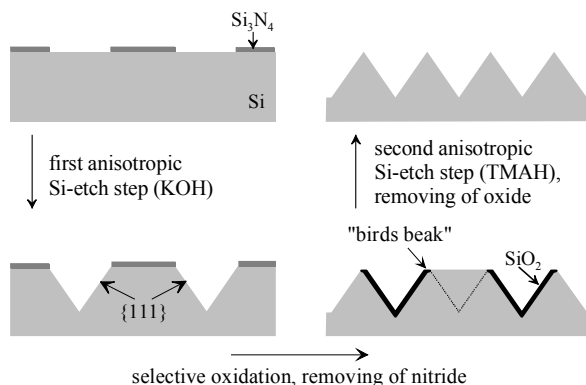 Si3N4
Si
first anisotropic
Si-etch step (KOH)
second anisotropic
Si-etch step (TMAH),
removing of oxide
"birds beak"
SiO2
{111}
selective oxidation, removing of nitride